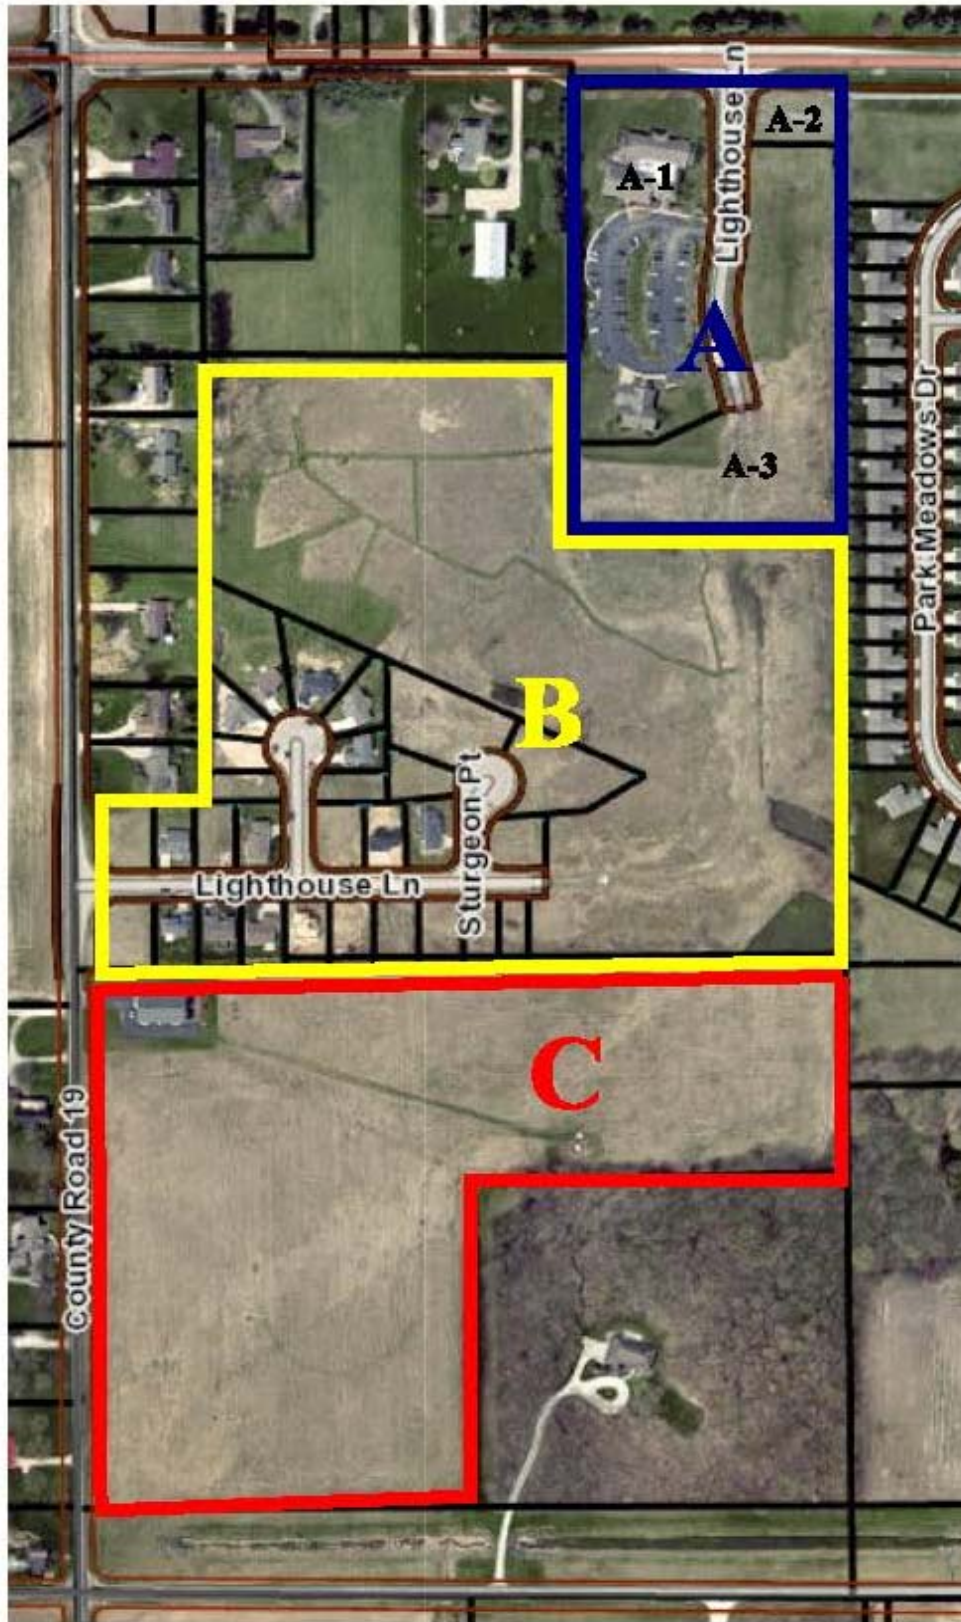 Lighthouse Ln
A-2
A-1
A
A-3
Park Meadows Dr
B
Sturgeon Pt
Lighthouse Ln
C
County Road 19